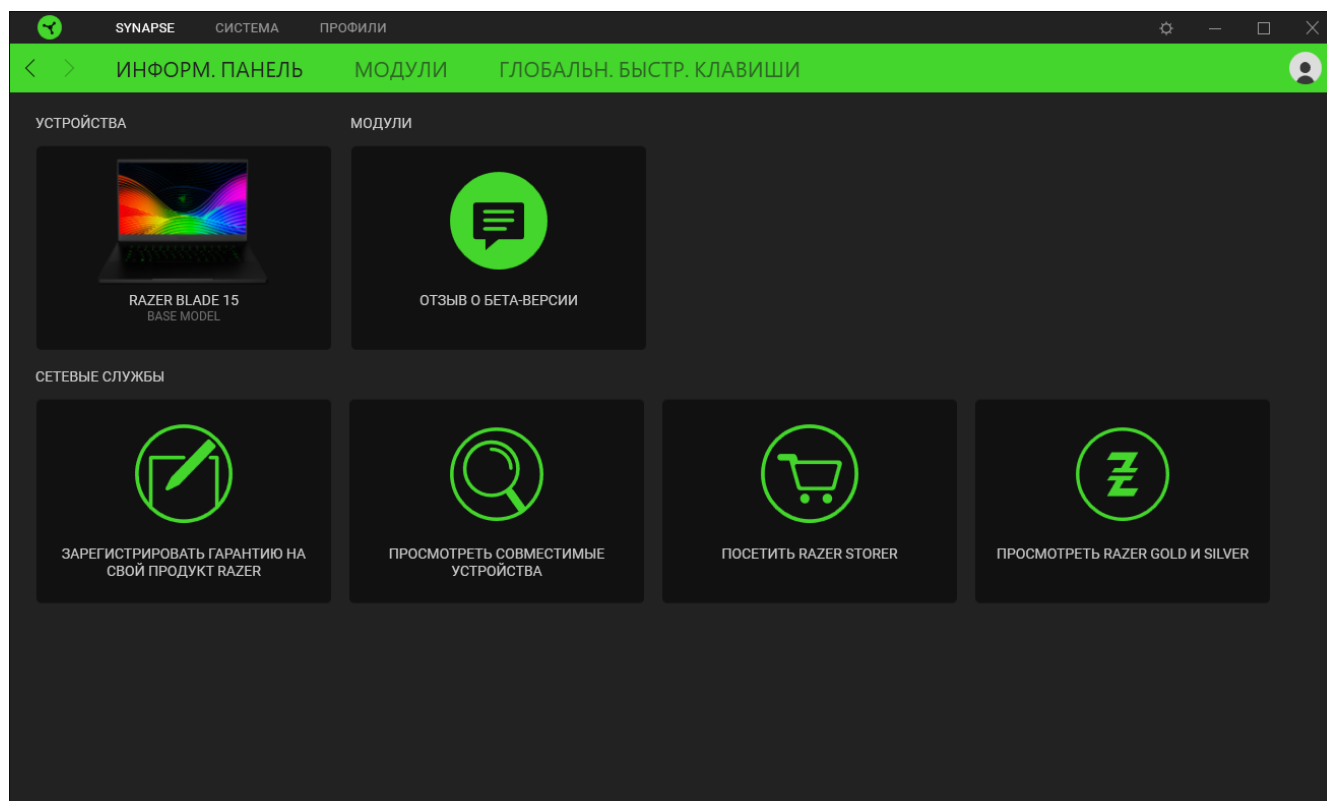 SYNAPSE СИСТЕМА ПРОФИЛИ
ИНФОРМ. ПАНЕЛЬ МОДУЛИ ГЛОБАЛЬН. БЫСТР. КЛАВИШИ
УСТРОЙСТВА МОДУЛИ
RAZER BLADE 15
BASE MODEL
ОТЗЫВ О БЕТА-ВЕРСИИ
СЕТЕВЫЕ СЛУЖБЫ
ЗАРЕГИСТРИРОВАТЬ ГАРАНТИЮ НА
СВОЙ ПРОДУКТ RAZER
ПРОСМОТРЕТЬ СОВМЕСТИМЫЕ
УСТРОЙСТВА
ПОСЕТИТЬ RAZER STORER
ПРОСМОТРЕТЬ RAZER GOLD И SILVER